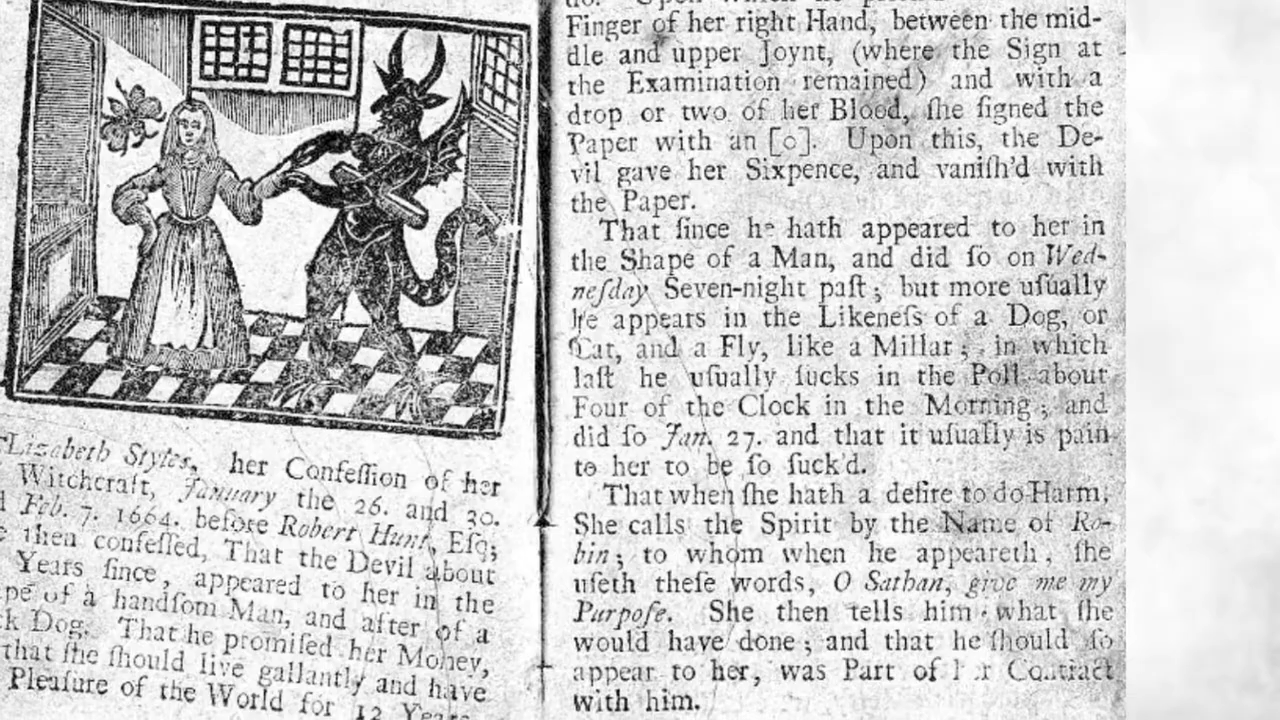 Lizabeth Styles, her Confeſſion of her
Witchcraft, January the 26. and 30.
Feb. 7. 1664. before Robert Hunt, Eſq;
then confeſſed, That the Devil about
Years ſince, appeared to her in the
of a handſom Man, and after of a
Dog. That he promiſed her Money,
that ſhe ſhould live gallantly and have
Pleaſure of the World for 12 Years
do. Upon which he
Finger of her right Hand, between the mid-
dle and upper Joynt, (where the Sign at
the Examination remained) and with a
drop or two of her Blood, ſhe ſigned the
Paper with an [o]. Upon this, the De-
vil gave her Sixpence, and vaniſh'd with
the Paper.
That ſince he hath appeared to her in
the Shape of a Man, and did ſo on Wed-
neſday Seven-night paſt; but more uſually
he appears in the Likeneſs of a Dog, or
Cat, and a Fly, like a Millar; in which
laſt he uſually ſucks in the Poll about
Four of the Clock in the Morning; and
did ſo Jan. 27. and that it uſually is pain-
to her to be ſo ſuck'd.
That when ſhe hath a deſire to do Harm,
She calls the Spirit by the Name of Ro-
bin; to whom when he appeareth, ſhe
uſeth theſe words, O Sathan, give me my
Purpoſe. She then tells him what ſhe
would have done; and that he ſhould ſo
appear to her, was Part of her Contract
with him.